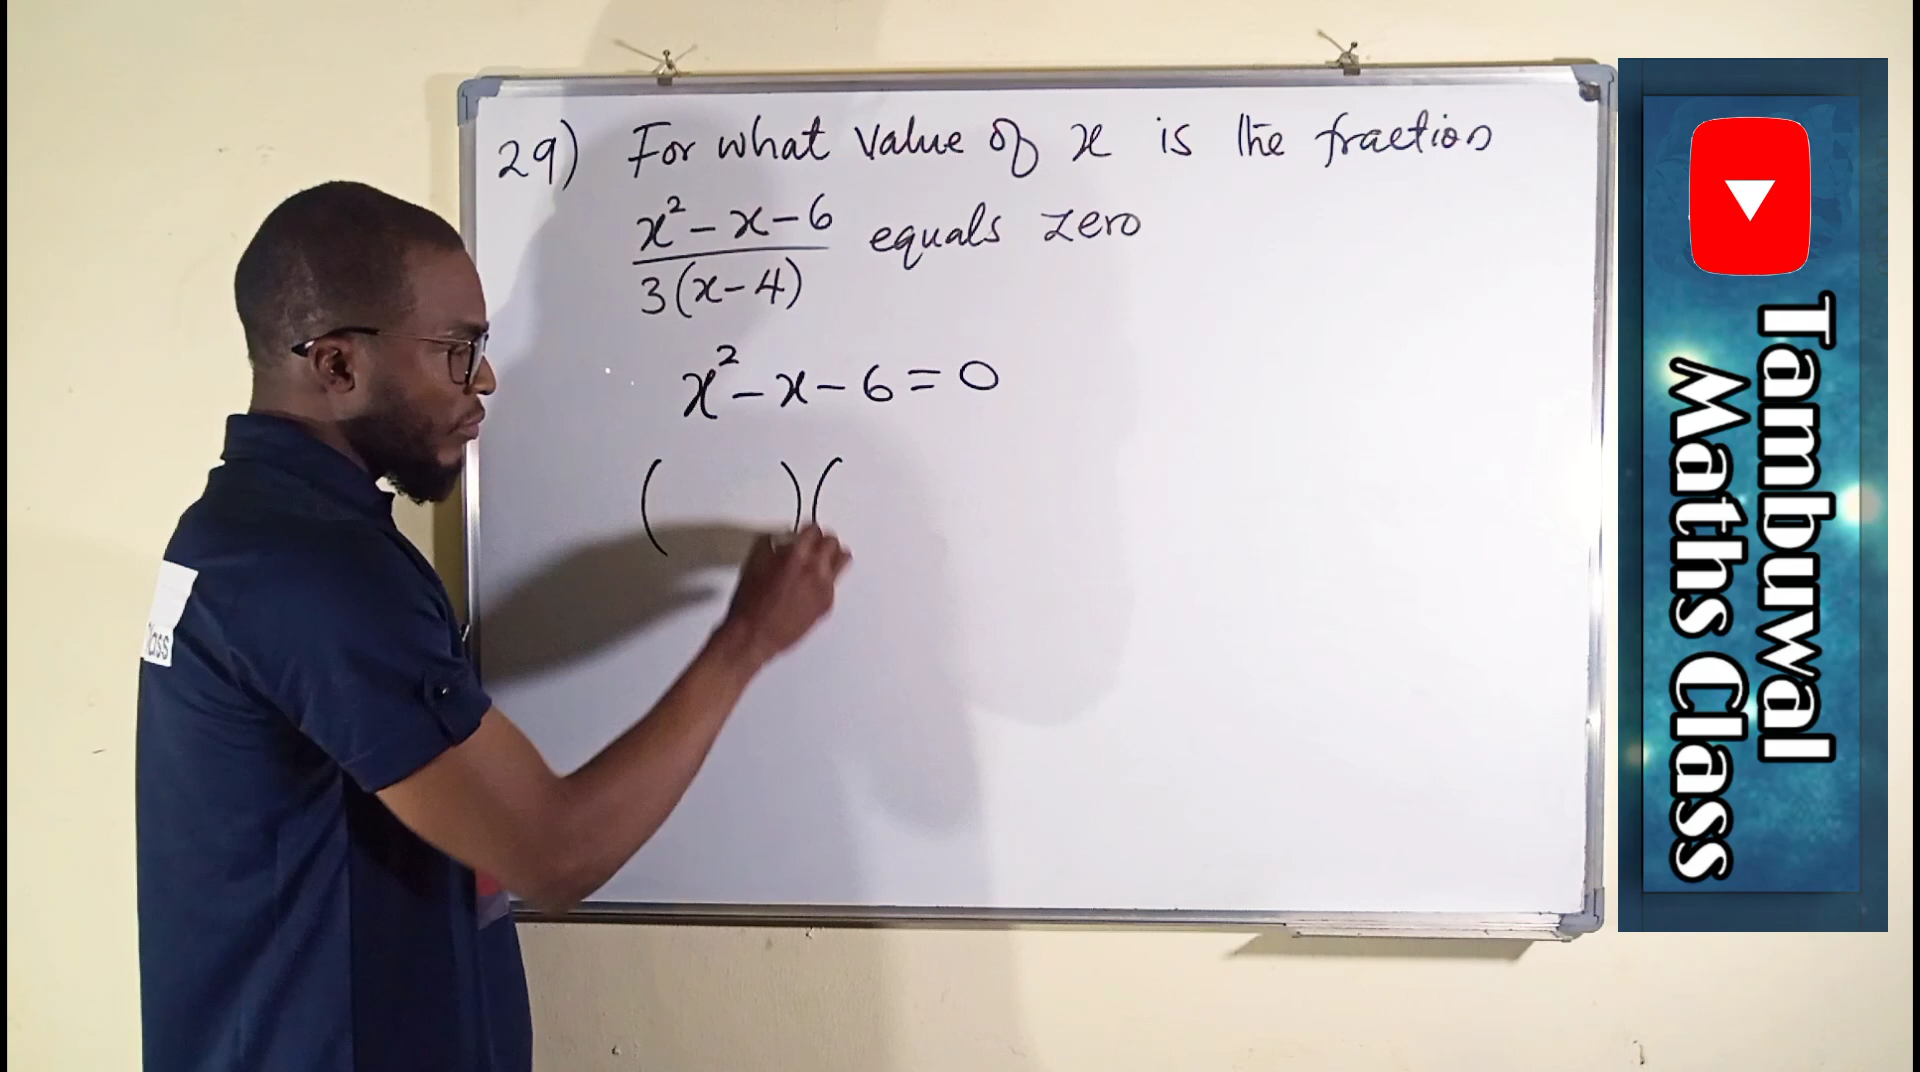 29) For what value of x is the fraction
x² - x - 6 / 3(x - 4) equals zero
x² - x - 6 = 0
( ) (
Tambuwal
Maths Class